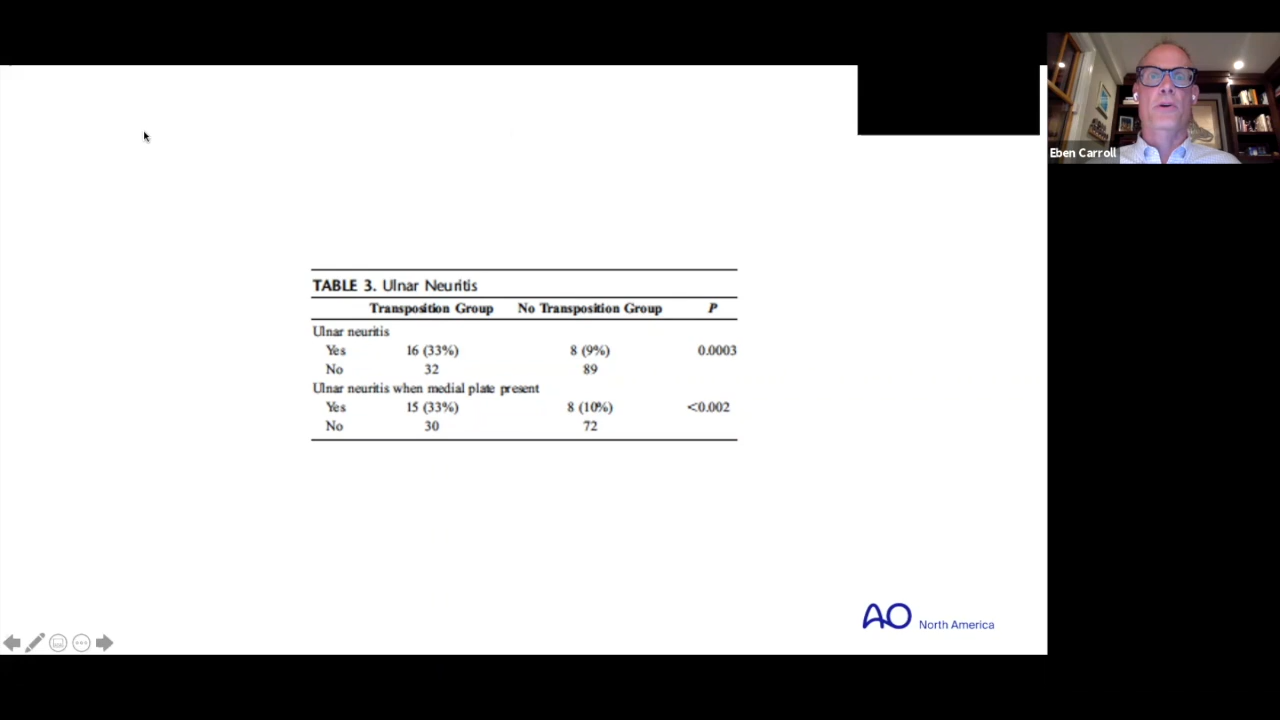 Eben Carroll
TABLE 3. Ulnar Neuritis
Transposition Group No Transposition Group P
Ulnar neuritis
Yes 16 (33%) 8 (9%) 0.0003
No 32 89
Ulnar neuritis when medial plate present
Yes 15 (33%) 8 (10%) <0.002
No 30 72
AO North America